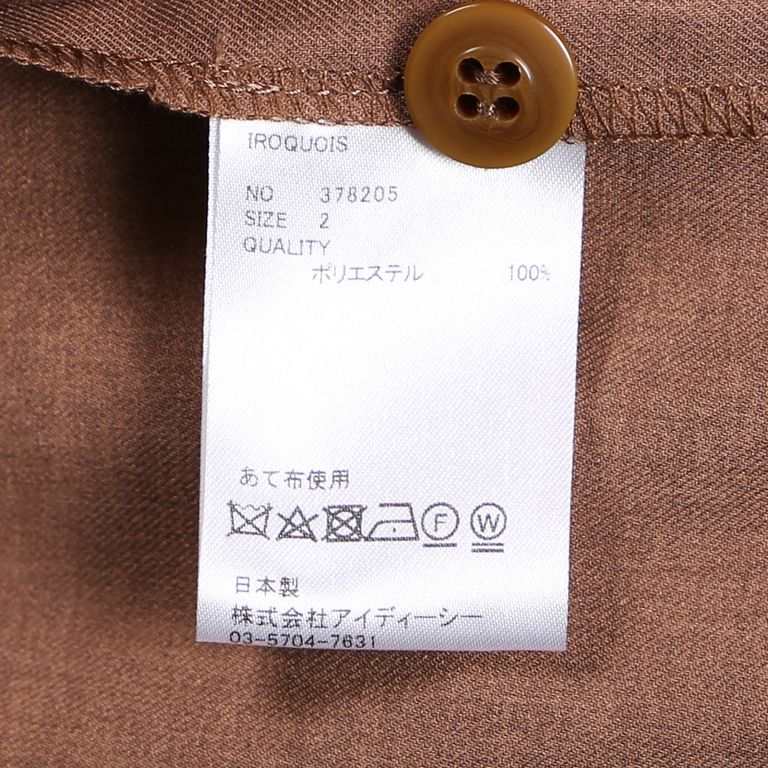 IROQUOIS
NO 378205
SIZE 2
QUALITY
ポリエステル 100%
あて布使用
F W
日本製
株式会社アイディーシー
03-5704-7631